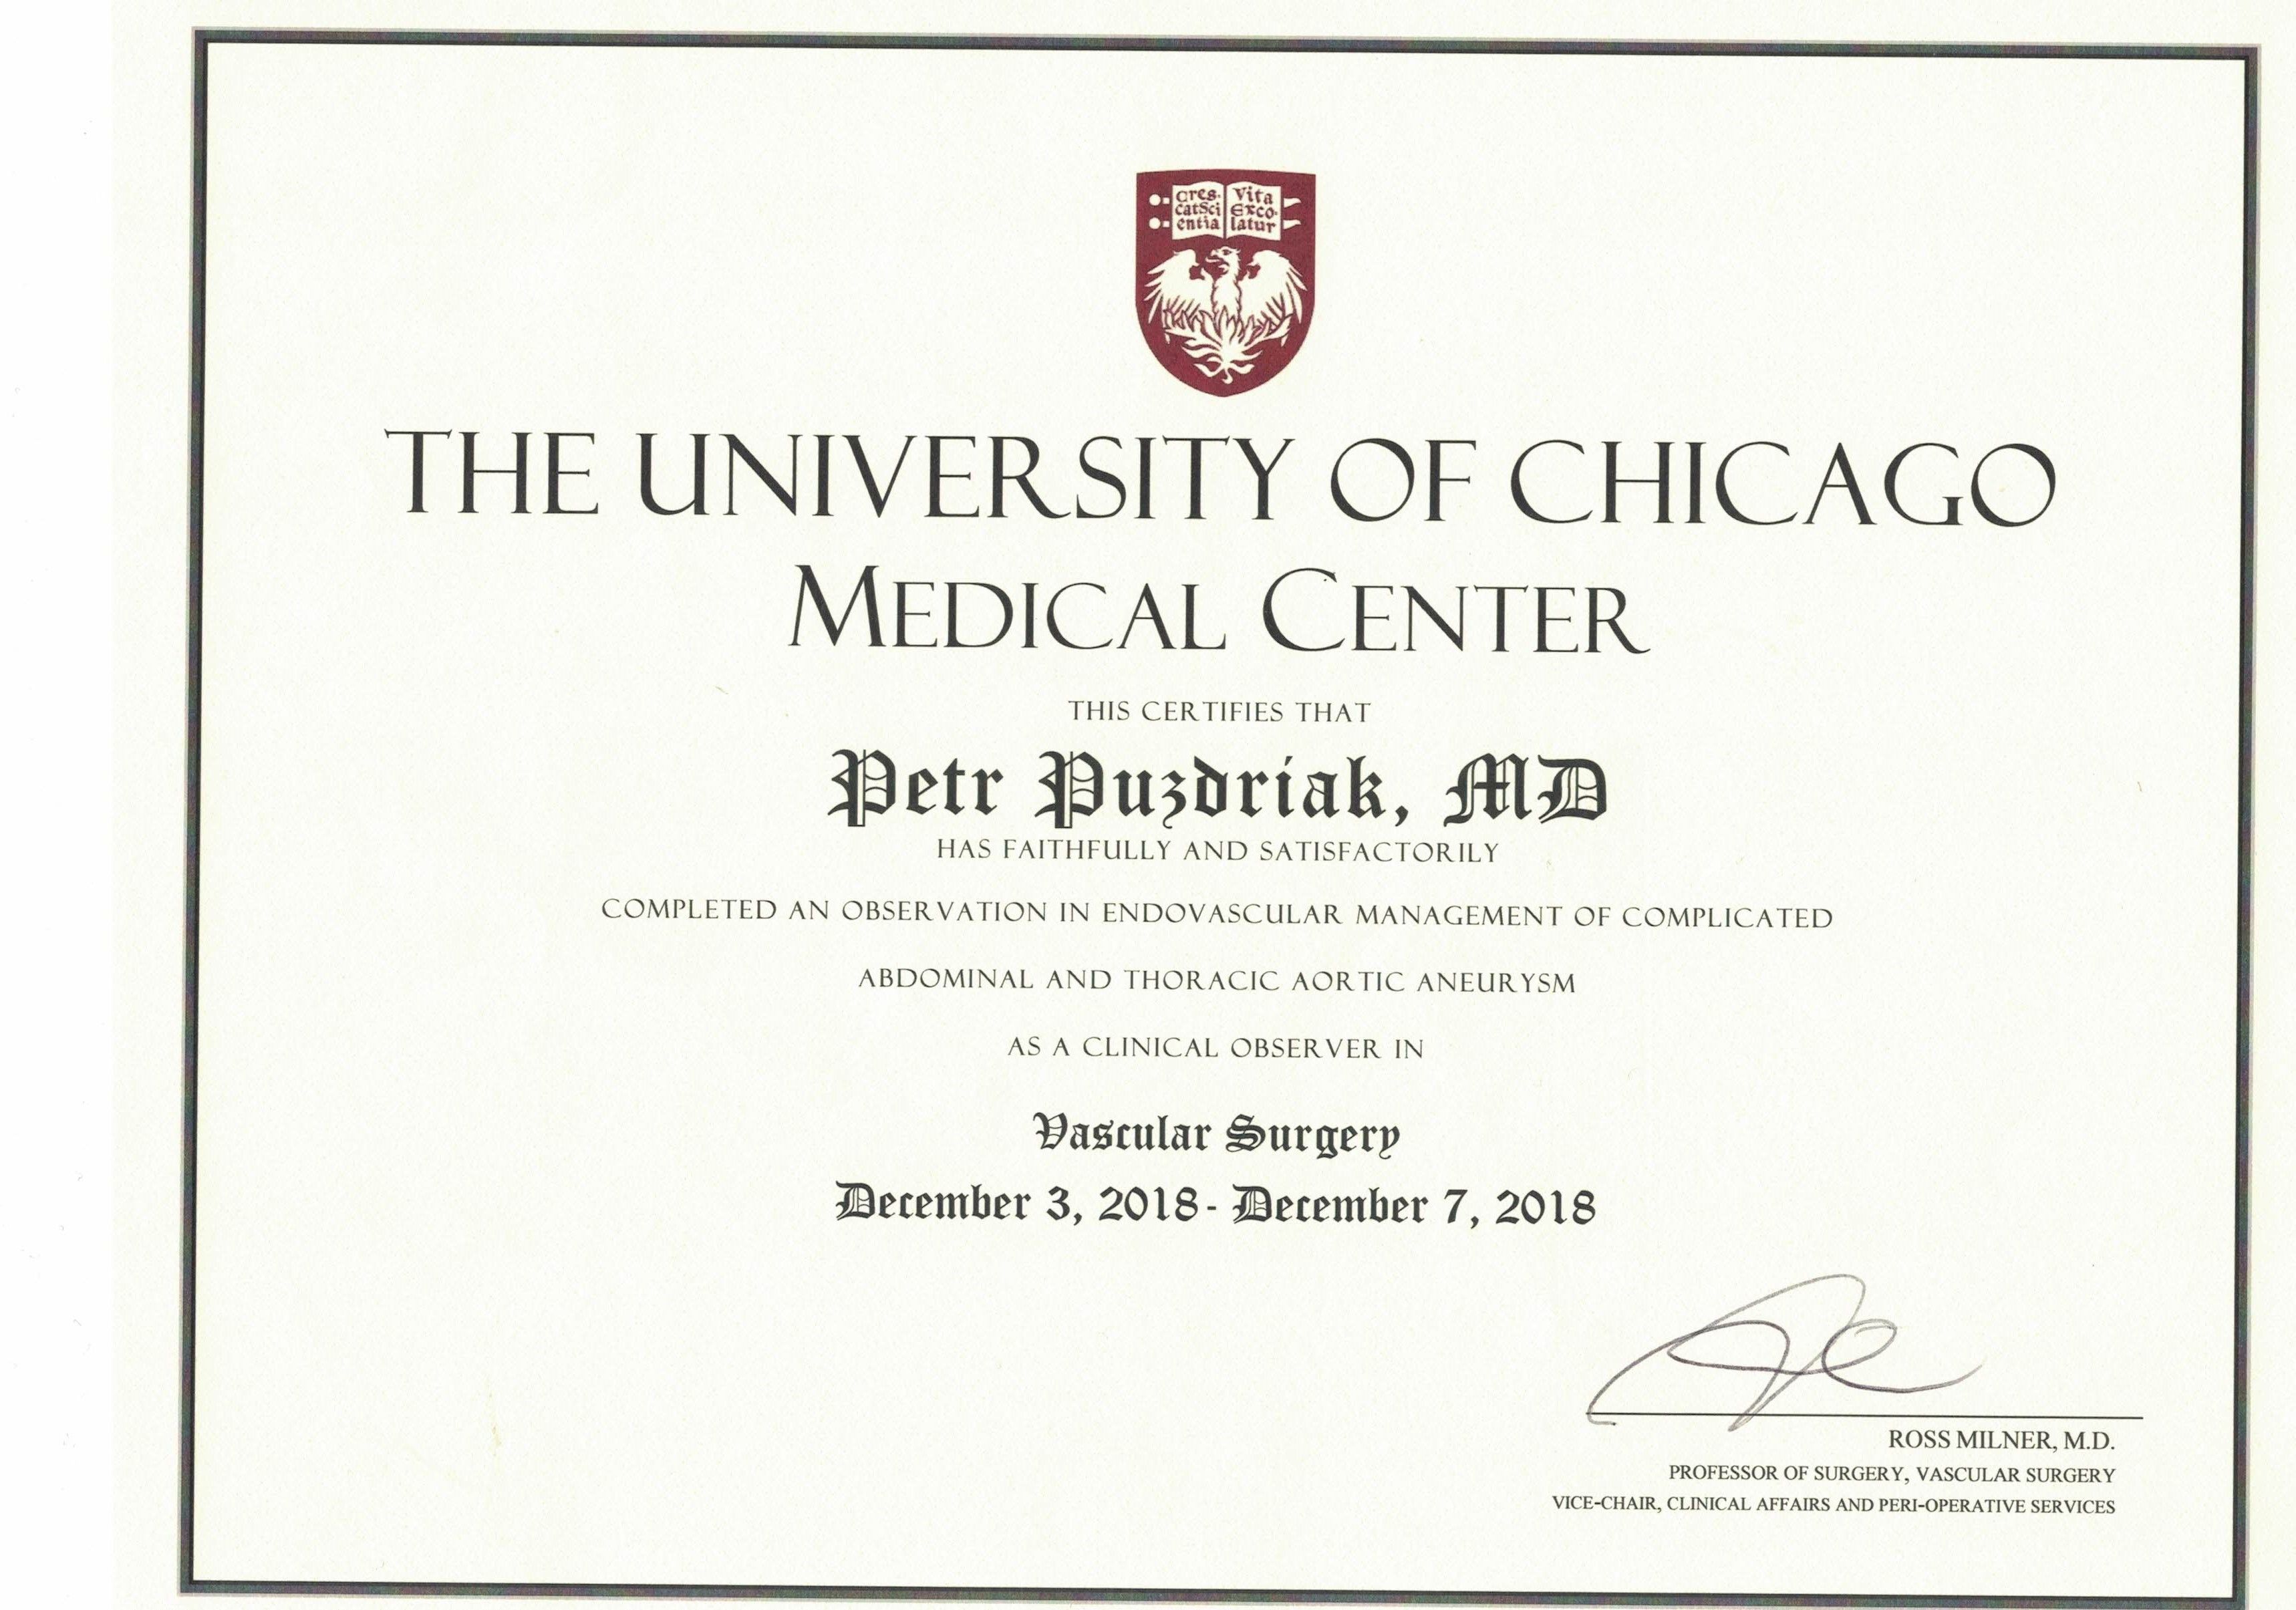 Cres. Vita
catSci Exco-
entia latur
THE UNIVERSITY OF CHICAGO
MEDICAL CENTER
THIS CERTIFIES THAT
Petr Puzdriak, MD
HAS FAITHFULLY AND SATISFACTORILY
COMPLETED AN OBSERVATION IN ENDOVASCULAR MANAGEMENT OF COMPLICATED
ABDOMINAL AND THORACIC AORTIC ANEURYSM
AS A CLINICAL OBSERVER IN
Vascular Surgery
December 3, 2018- December 7, 2018
ROSS MILNER, M.D.
PROFESSOR OF SURGERY, VASCULAR SURGERY
VICE-CHAIR, CLINICAL AFFAIRS AND PERI-OPERATIVE SERVICES